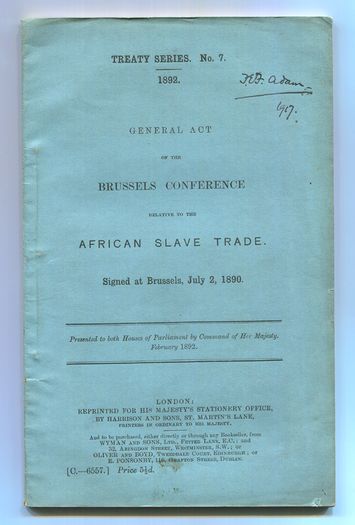 TREATY SERIES. No. 7.
1892.
F.E.F. Adam
1917.
GENERAL ACT
OF THE
BRUSSELS CONFERENCE
RELATIVE TO THE
AFRICAN SLAVE TRADE.
Signed at Brussels, July 2, 1890.
Presented to both Houses of Parliament by Command of Her Majesty.
February 1892.
LONDON:
REPRINTED FOR HIS MAJESTY'S STATIONERY OFFICE,
BY HARRISON AND SONS, ST. MARTIN'S LANE,
PRINTERS IN ORDINARY TO HIS MAJESTY.
And to be purchased, either directly or through any Bookseller, from
WYMAN AND SONS, LTD., FETTER LANE, E.C.; and
32, ABINGDON STREET, WESTMINSTER, S.W.; or
OLIVER AND BOYD, TWEEDDALE COURT, EDINBURGH; or
E. PONSONBY, 116, GRAFTON STREET, DUBLIN.
[C.—6557.] Price 5½d.